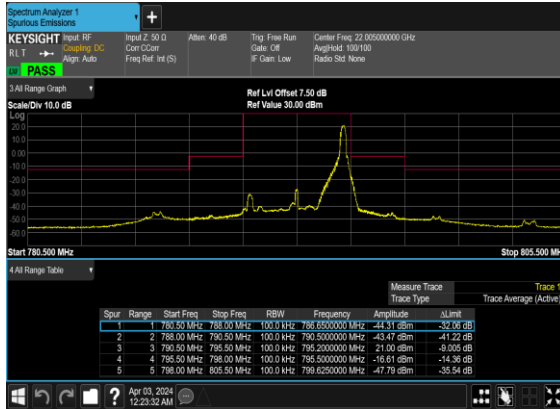 Spectrum Analyzer 1
Spurious Emissions
+
KEYSIGHT Input: RF Input Z: 50 Ω Atten: 40 dB Trig: Free Run Center Freq: 22.005000000 GHz
RLT Coupling: DC Corr CCorr Gate: Off Avg|Hold: 100/100
Align: Auto Freq Ref: Int (S) IF Gain: Low Radio Std: None
PASS
3 All Range Graph Ref Lvl Offset 7.50 dB
Scale/Div 10.0 dB Ref Value 30.00 dBm
Log
20.0
10.0
0.00
-10.0
-20.0
-30.0
-40.0
-50.0
-60.0
Start 780.500 MHz Stop 805.500 MH
4 All Range Table
Measure Trace Trace 1
Trace Type Trace Average (Active)
Spur Range Start Freq Stop Freq RBW Frequency Amplitude ΔLimit
1 1 780.50 MHz 788.00 MHz 100.0 kHz 786.6500000 MHz -44.31 dBm -32.06 dB
2 2 788.00 MHz 790.50 MHz 100.0 kHz 790.5000000 MHz -43.47 dBm -41.22 dB
3 3 790.50 MHz 795.50 MHz 100.0 kHz 795.2000000 MHz 21.00 dBm -9.005 dB
4 4 795.50 MHz 798.00 MHz 100.0 kHz 795.5000000 MHz -16.61 dBm -14.36 dB
5 5 798.00 MHz 805.50 MHz 100.0 kHz 799.6250000 MHz -47.79 dBm -35.54 dB
? Apr 03, 2024
12:23:32 AM